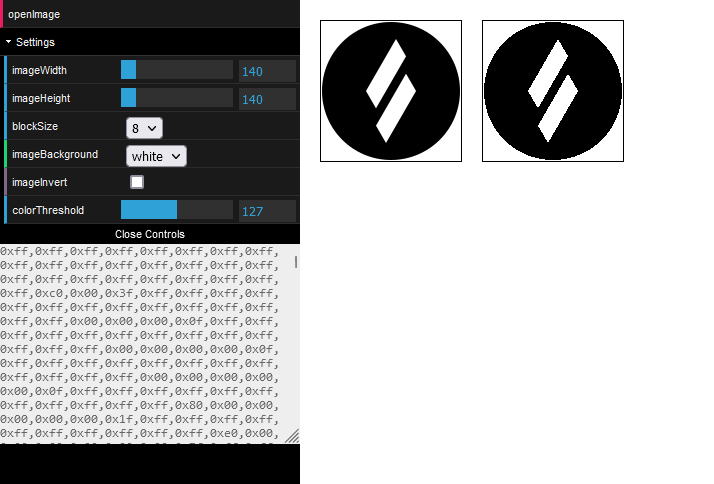 openImage
Settings
imageWidth 140
imageHeight 140
blockSize 8
imageBackground white
imageInvert
colorThreshold 127
Close Controls
0xff,0xff,0xff,0xff,0xff,0xff,0xff,0xff,
0xff,0xff,0xff,0xff,0xff,0xff,0xff,0xff,
0xff,0xff,0xff,0xff,0xff,0xff,0xff,0xff,
0xff,0xc0,0x00,0x3f,0xff,0xff,0xff,0xff,
0xff,0xff,0xff,0xff,0xff,0xff,0xff,0xff,
0xff,0xff,0x00,0x00,0x00,0x0f,0xff,0xff,
0xff,0xff,0xff,0xff,0xff,0xff,0xff,0xff,
0xff,0xff,0xff,0x00,0x00,0x00,0x00,0x0f,
0xff,0xff,0xff,0xff,0xff,0xff,0xff,0xff,
0xff,0xff,0xff,0xff,0x00,0x00,0x00,0x00,
0x00,0x0f,0xff,0xff,0xff,0xff,0xff,0xff,
0xff,0xff,0xff,0xff,0xff,0x80,0x00,0x00,
0x00,0x00,0x00,0x1f,0xff,0xff,0xff,0xff,
0xff,0xff,0xff,0xff,0xff,0xff,0xe0,0x00,